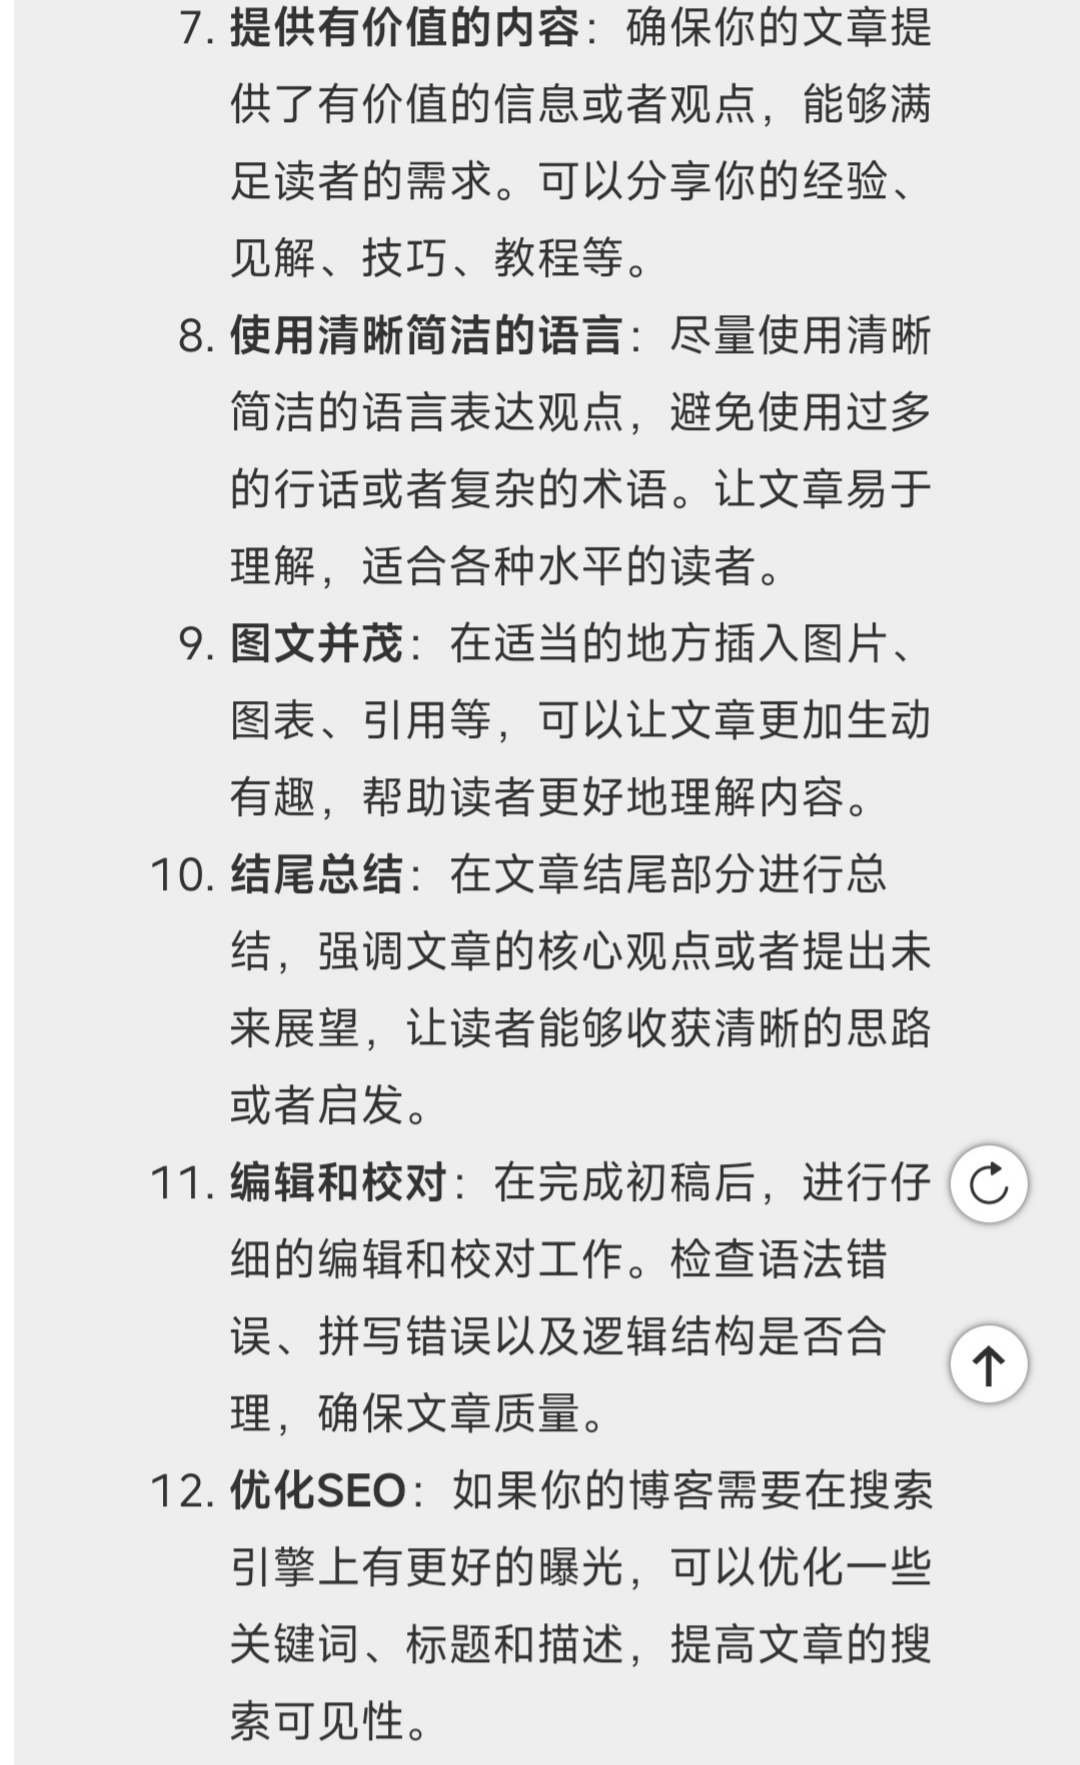 7. 提供有价值的内容：确保你的文章提
供了有价值的信息或者观点，能够满
足读者的需求。可以分享你的经验、
见解、技巧、教程等。
8. 使用清晰简洁的语言：尽量使用清晰
简洁的语言表达观点，避免使用过多
的行话或者复杂的术语。让文章易于
理解，适合各种水平的读者。
9. 图文并茂：在适当的地方插入图片、
图表、引用等，可以让文章更加生动
有趣，帮助读者更好地理解内容。
10. 结尾总结：在文章结尾部分进行总
结，强调文章的核心观点或者提出未
来展望，让读者能够收获清晰的思路
或者启发。
11. 编辑和校对：在完成初稿后，进行仔
细的编辑和校对工作。检查语法错
误、拼写错误以及逻辑结构是否合
理，确保文章质量。
12. 优化SEO：如果你的博客需要在搜索
引擎上有更好的曝光，可以优化一些
关键词、标题和描述，提高文章的搜
索可见性。